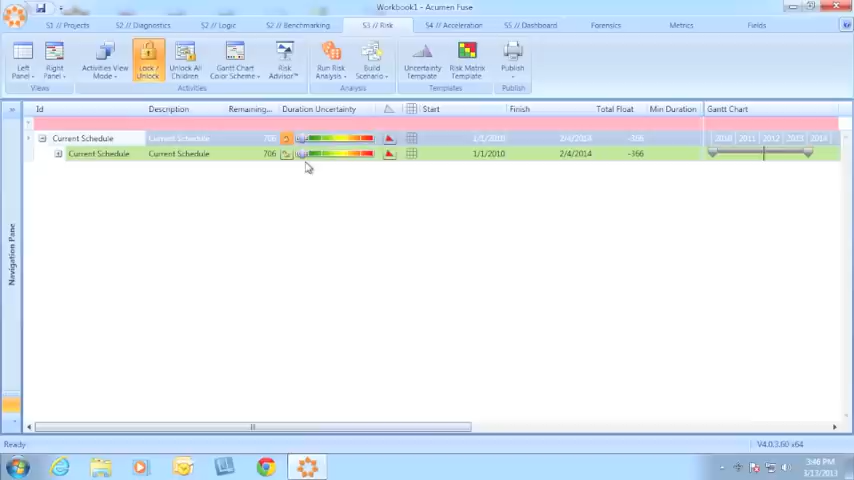 Workbook1 - Acumen Fuse
S1 // Projects
S2 // Diagnostics
S2 // Logic
S2 // Benchmarking
S3 // Risk
S4 // Acceleration
S5 // Dashboard
Forensics
Metrics
Fields
Left Panel
Right Panel
Activities View Mode
Lock / Unlock
Unlock All Children
Gantt Chart Color Scheme
Risk Advisor™
Run Risk Analysis
Build Scenario
Uncertainty Template
Risk Matrix Template
Publish
Views
Activities
Analysis
Templates
Publish
Id
Description
Remaining...
Duration Uncertainty
Start
Finish
Total Float
Min Duration
Gantt Chart
Current Schedule
Current Schedule
706
1/1/2010
2/4/2014
-366
2010
2011
2012
2013
2014
Current Schedule
Current Schedule
706
1/1/2010
2/4/2014
-366
Navigation Pane
Ready
V4.0.3.60 x64
3:46 PM
3/13/2013